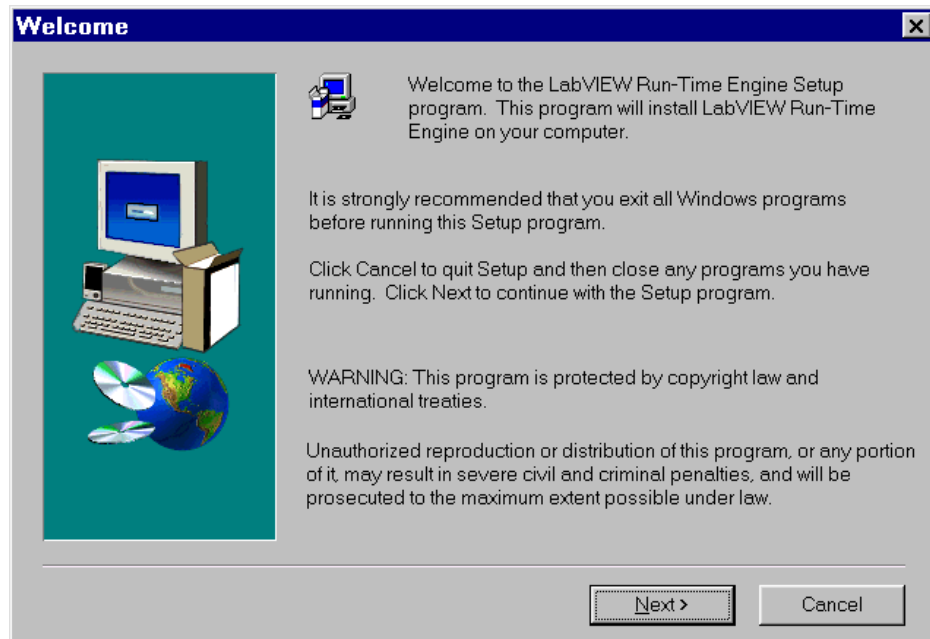 Welcome
Welcome to the LabVIEW Run-Time Engine Setup
program. This program will install LabVIEW Run-Time
Engine on your computer.
It is strongly recommended that you exit all Windows programs
before running this Setup program.
Click Cancel to quit Setup and then close any programs you have
running. Click Next to continue with the Setup program.
WARNING: This program is protected by copyright law and
international treaties.
Unauthorized reproduction or distribution of this program, or any portion
of it, may result in severe civil and criminal penalties, and will be
prosecuted to the maximum extent possible under law.
Next >
Cancel